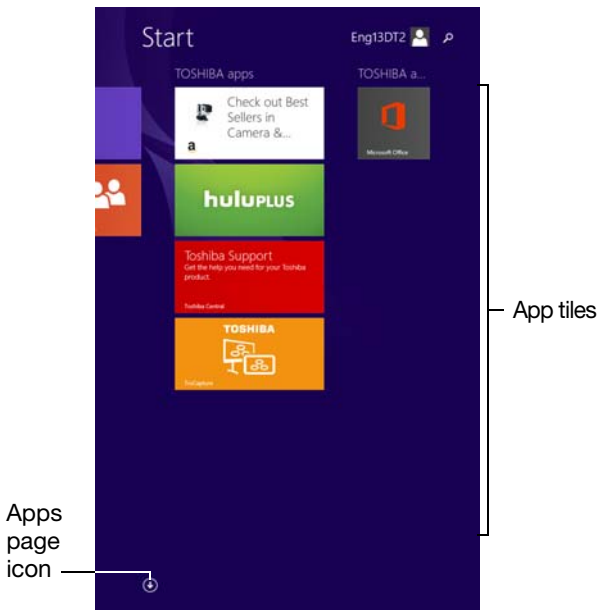 Start
Eng13DT2
TOSHIBA apps
TOSHIBA a...
Check out Best
Sellers in
Camera &...
a
Microsoft Office
huluPLUS
Toshiba Support
Get the help you need for your Toshiba
product.
Toshiba Central
TOSHIBA
TruCapture
App tiles
Apps
page
icon